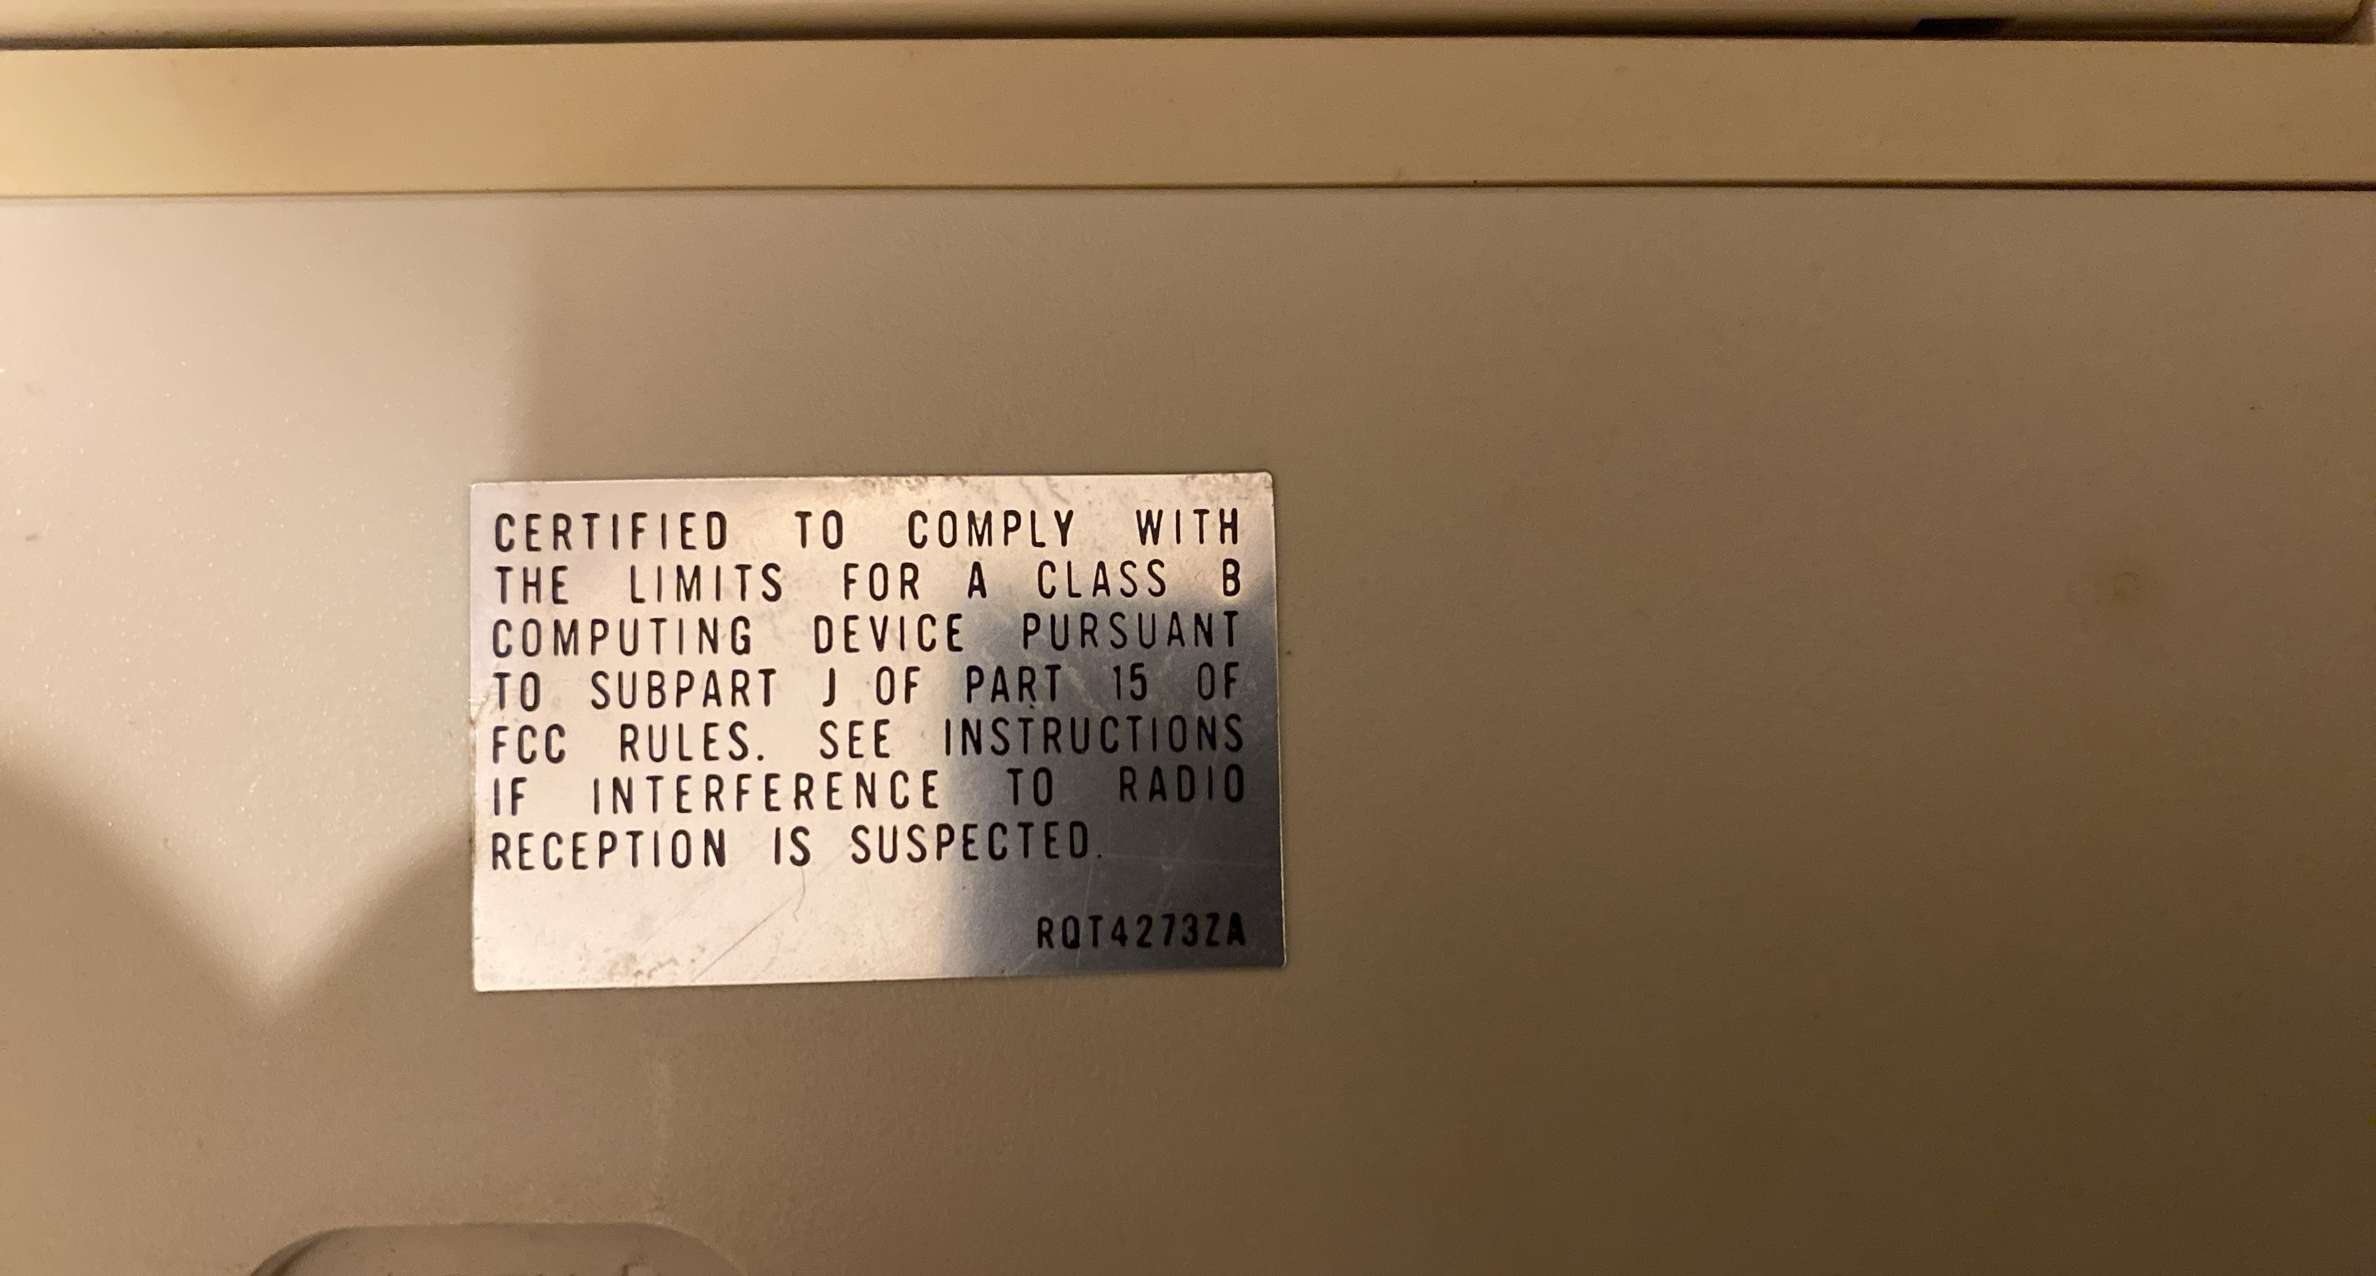 CERTIFIED TO COMPLY WITH
THE LIMITS FOR A CLASS B
COMPUTING DEVICE PURSUANT
TO SUBPART J OF PART 15 OF
FCC RULES. SEE INSTRUCTIONS
IF INTERFERENCE TO RADIO
RECEPTION IS SUSPECTED.
RQT4273ZA